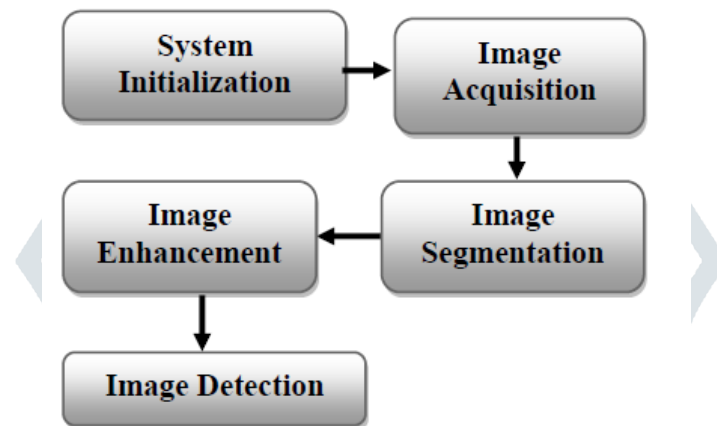 System
Initialization
Image
Acquisition
Image
Segmentation
Image
Enhancement
Image Detection